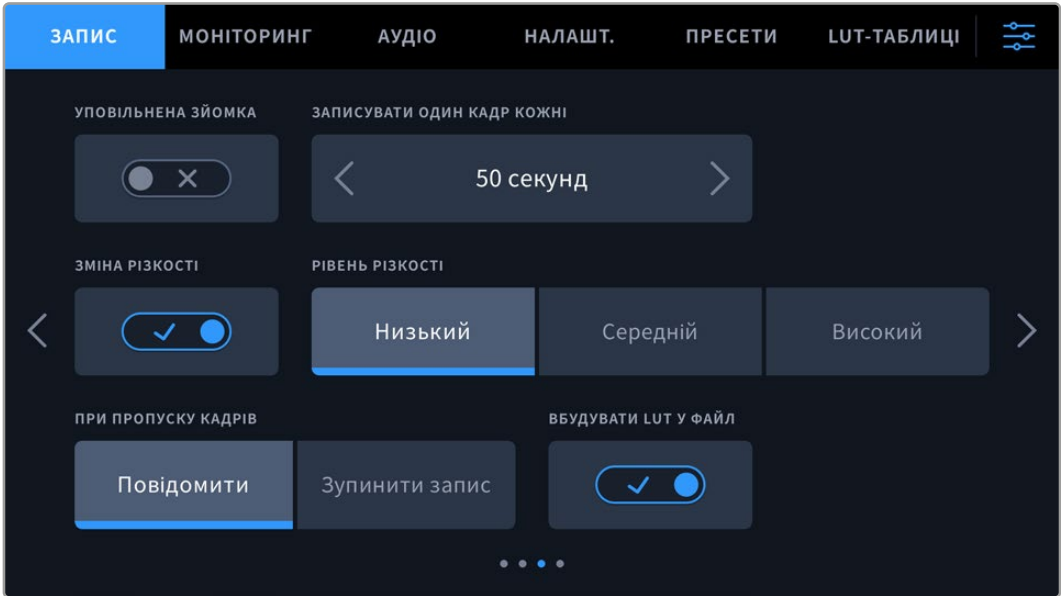 ЗАПИС МОНІТОРИНГ АУДІО НАЛАШТ. ПРЕСЕТИ LUT-ТАБЛИЦІ
УПОВІЛЬНЕНА ЗЙОМКА ЗАПИСУВАТИ ОДИН КАДР КОЖНІ
50 секунд
ЗМІНА РІЗКОСТІ РІВЕНЬ РІЗКОСТІ
Низький Середній Високий
ПРИ ПРОПУСКУ КАДРІВ ВБУДУВАТИ LUT У ФАЙЛ
Повідомити Зупинити запис